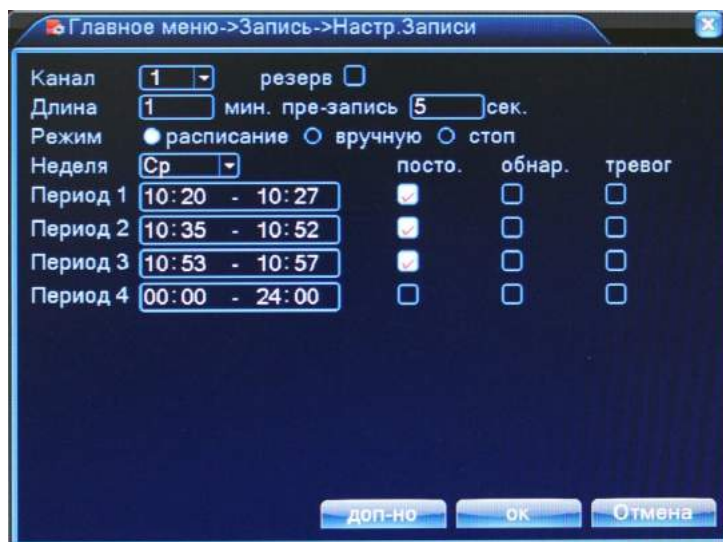 Главное меню->Запись->Настр.Записи
Канал 1 резерв
Длина 1 мин. пре-запись 5 сек.
Режим расписание вручную стоп
Неделя Ср посто. обнар. тревог
Период 1 10:20 - 10:27
Период 2 10:35 - 10:52
Период 3 10:53 - 10:57
Период 4 00:00 - 24:00
доп-но ок Отмена